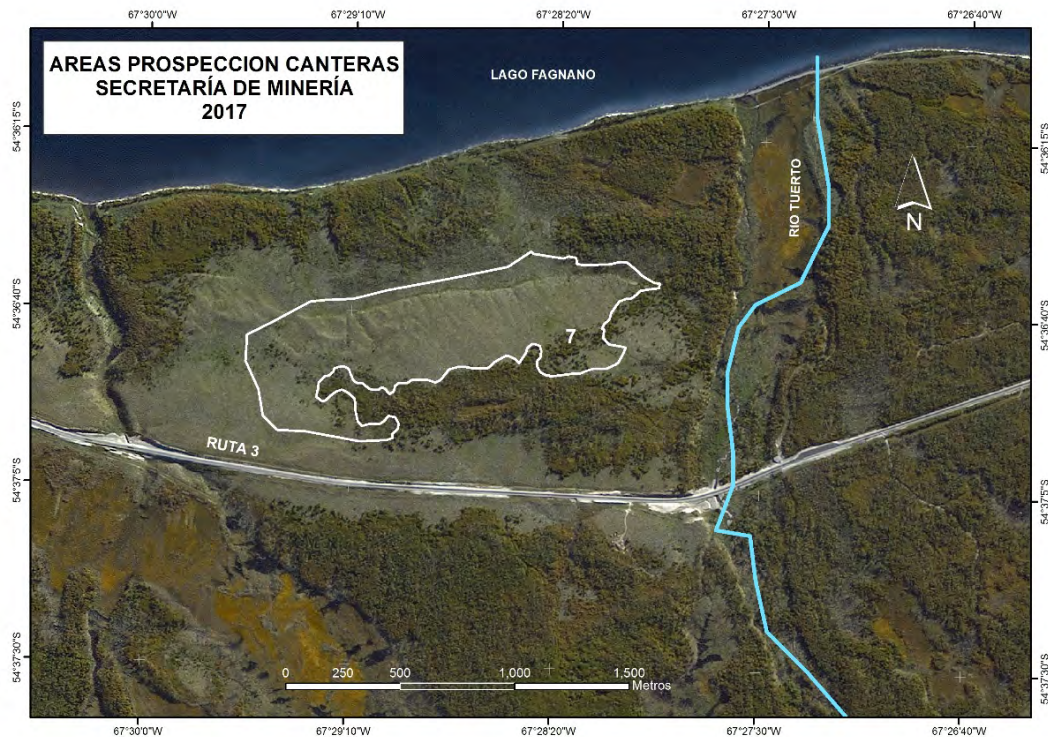 67°30'0"W 67°29'10"W 67°28'20"W 67°27'30"W 67°26'40"W
AREAS PROSPECCION CANTERAS
SECRETARÍA DE MINERÍA
2017
LAGO FAGNANO
54°36'15"S
54°36'15"S
RIO TUERTO
N
54°36'40"S
54°36'40"S
7
RUTA 3
54°37'5"S
54°37'5"S
54°37'30"S
54°37'30"S
0 250 500 1,000 1,500
Metros
67°30'0"W 67°29'10"W 67°28'20"W 67°27'30"W 67°26'40"W